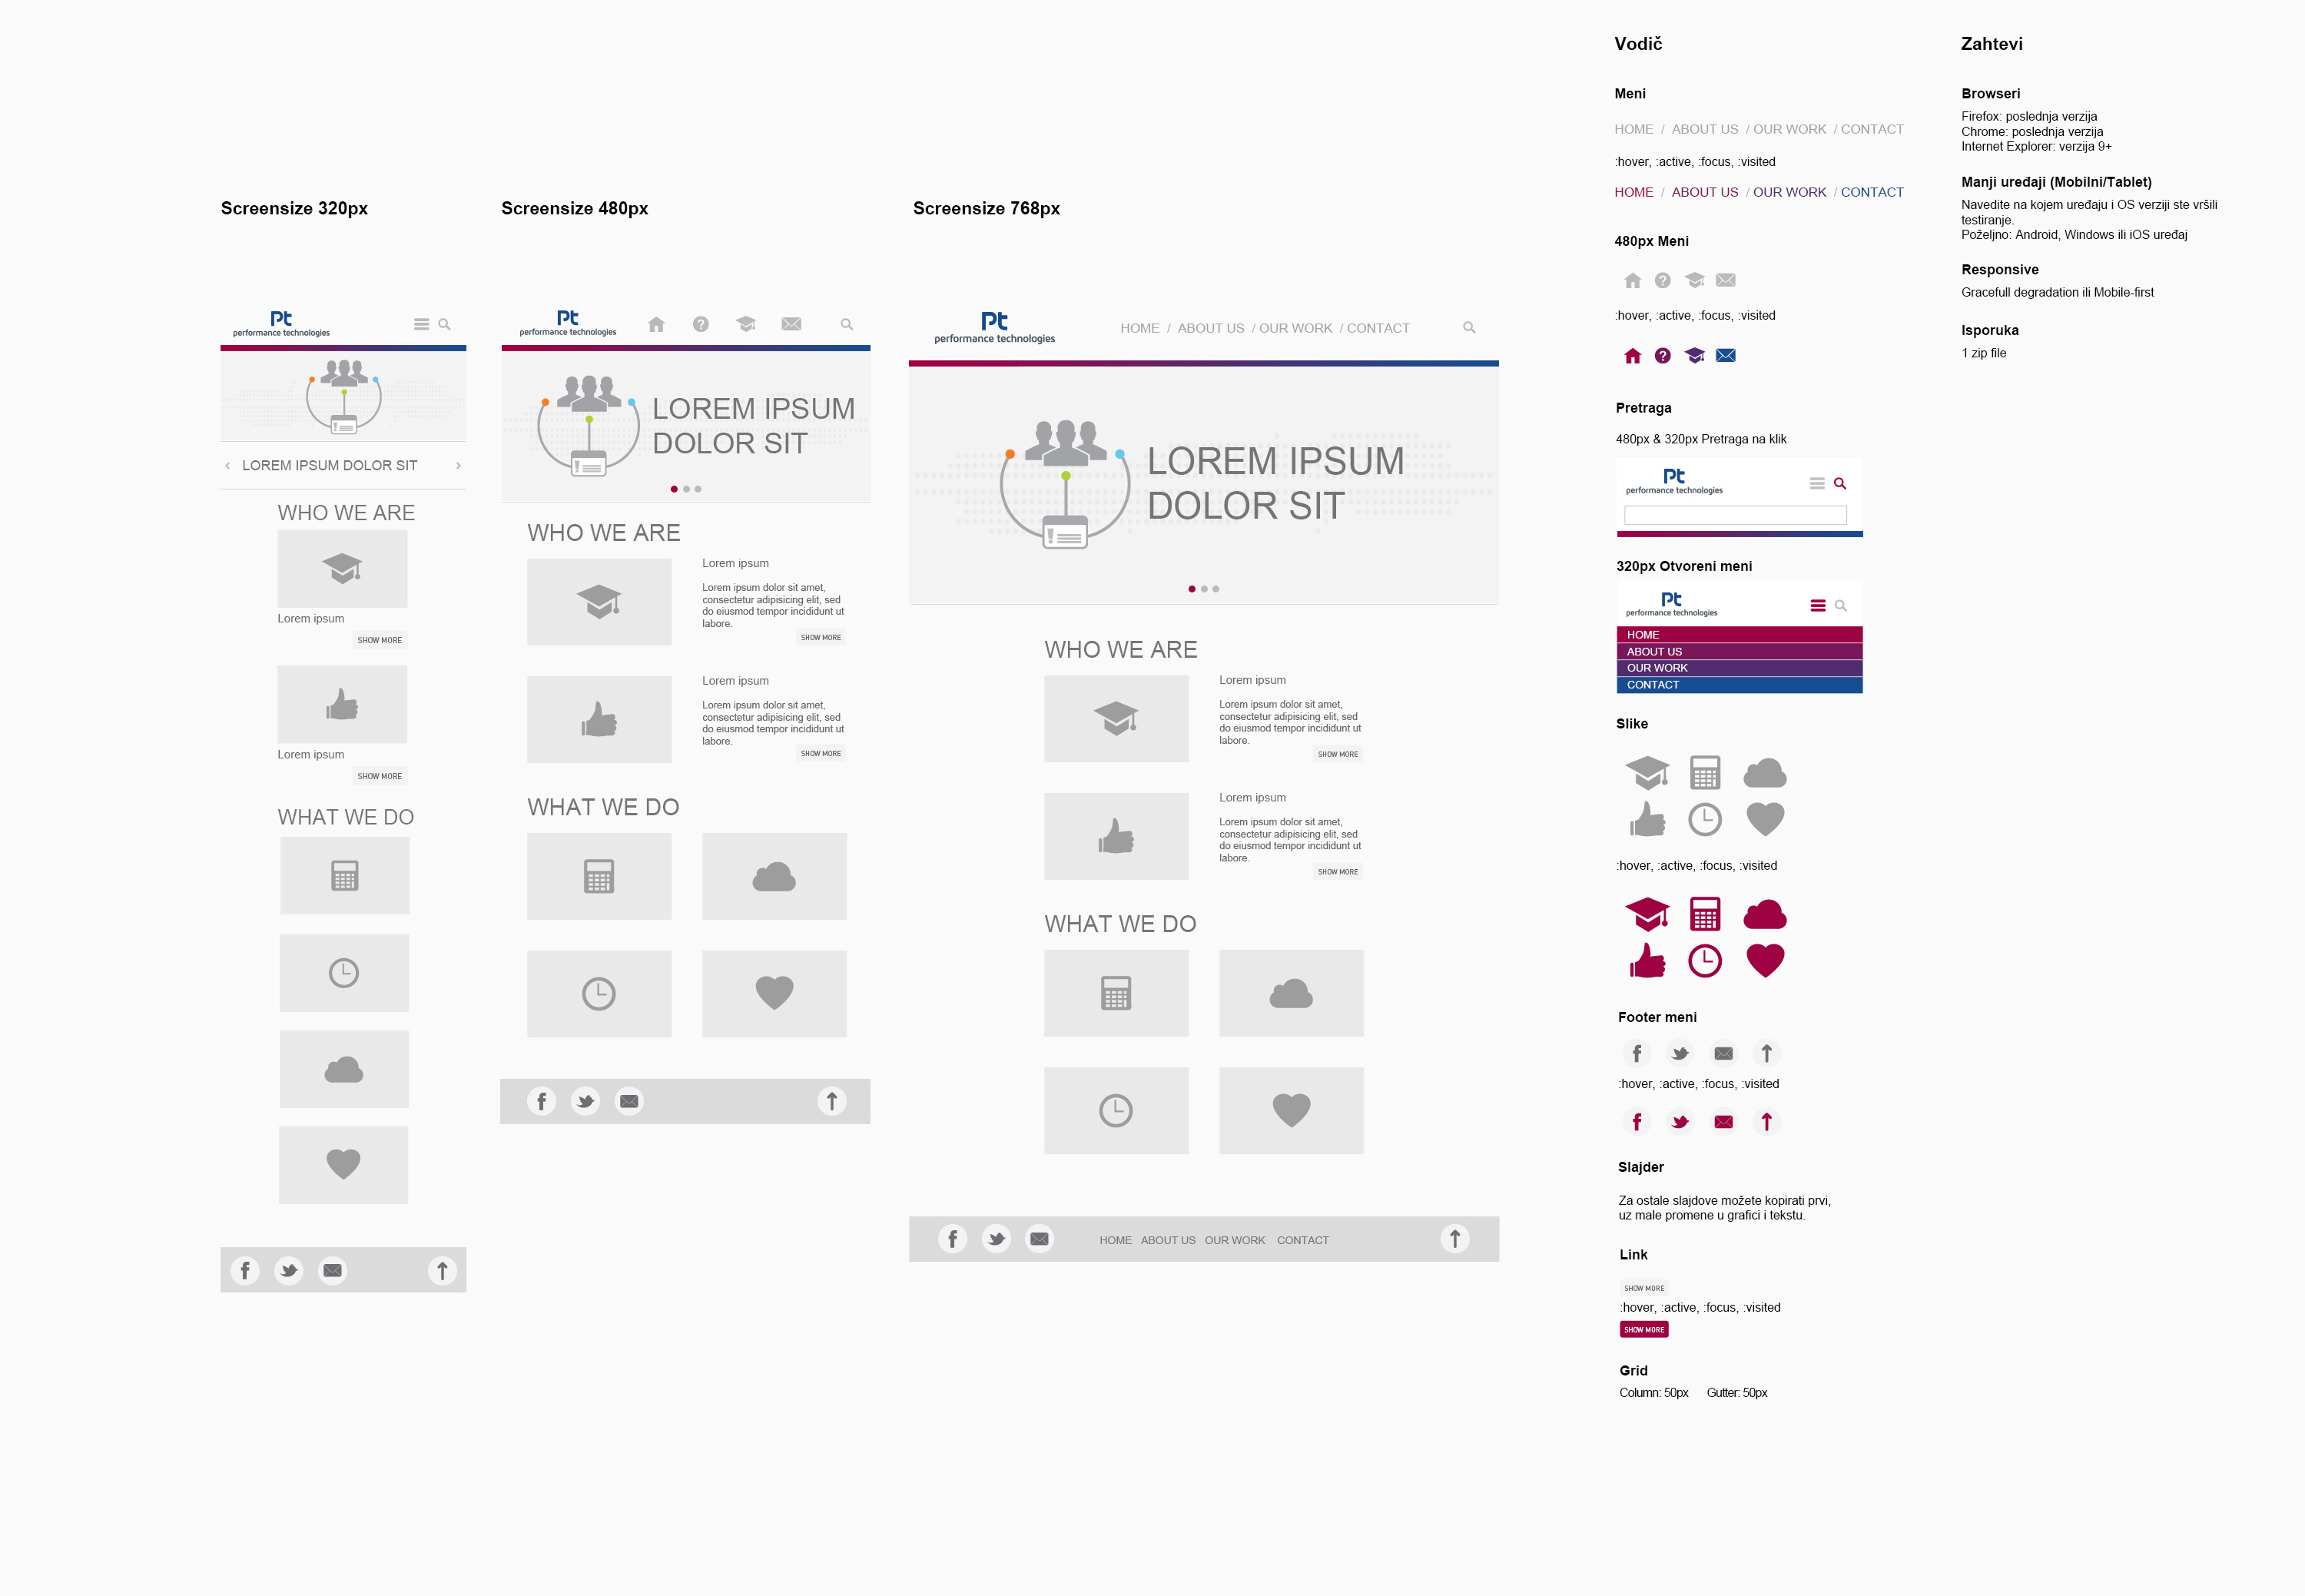 Screensize 320px
Pt
performance technologies
LOREM IPSUM DOLOR SIT
WHO WE ARE
Lorem ipsum
SHOW MORE
Lorem ipsum
SHOW MORE
WHAT WE DO
Screensize 480px
Pt
performance technologies
LOREM IPSUM
DOLOR SIT
WHO WE ARE
Lorem ipsum
Lorem ipsum dolor sit amet,
consectetur adipisicing elit, sed
do eiusmod tempor incididunt ut
labore.
SHOW MORE
Lorem ipsum
Lorem ipsum dolor sit amet,
consectetur adipisicing elit, sed
do eiusmod tempor incididunt ut
labore.
SHOW MORE
WHAT WE DO
Screensize 768px
Pt
performance technologies
HOME / ABOUT US / OUR WORK / CONTACT
LOREM IPSUM
DOLOR SIT
WHO WE ARE
Lorem ipsum
Lorem ipsum dolor sit amet,
consectetur adipisicing elit, sed
do eiusmod tempor incididunt ut
labore.
SHOW MORE
Lorem ipsum
Lorem ipsum dolor sit amet,
consectetur adipisicing elit, sed
do eiusmod tempor incididunt ut
labore.
SHOW MORE
WHAT WE DO
HOME ABOUT US OUR WORK CONTACT
Vodič
Meni
HOME / ABOUT US / OUR WORK / CONTACT
:hover, :active, :focus, :visited
HOME / ABOUT US / OUR WORK / CONTACT
480px Meni
:hover, :active, :focus, :visited
Pretraga
480px & 320px Pretraga na klik
Pt
performance technologies
320px Otvoreni meni
Pt
performance technologies
HOME
ABOUT US
OUR WORK
CONTACT
Slike
:hover, :active, :focus, :visited
Footer meni
:hover, :active, :focus, :visited
Slajder
Za ostale slajdove možete kopirati prvi,
uz male promene u grafici i tekstu.
Link
SHOW MORE
:hover, :active, :focus, :visited
SHOW MORE
Grid
Column: 50px Gutter: 50px
Zahtevi
Browseri
Firefox: poslednja verzija
Chrome: poslednja verzija
Internet Explorer: verzija 9+
Manji uređaji (Mobilni/Tablet)
Navedite na kojem uređaju i OS verziji ste vršili
testiranje.
Poželjno: Android, Windows ili iOS uređaj
Responsive
Gracefull degradation ili Mobile-first
Isporuka
1 zip file